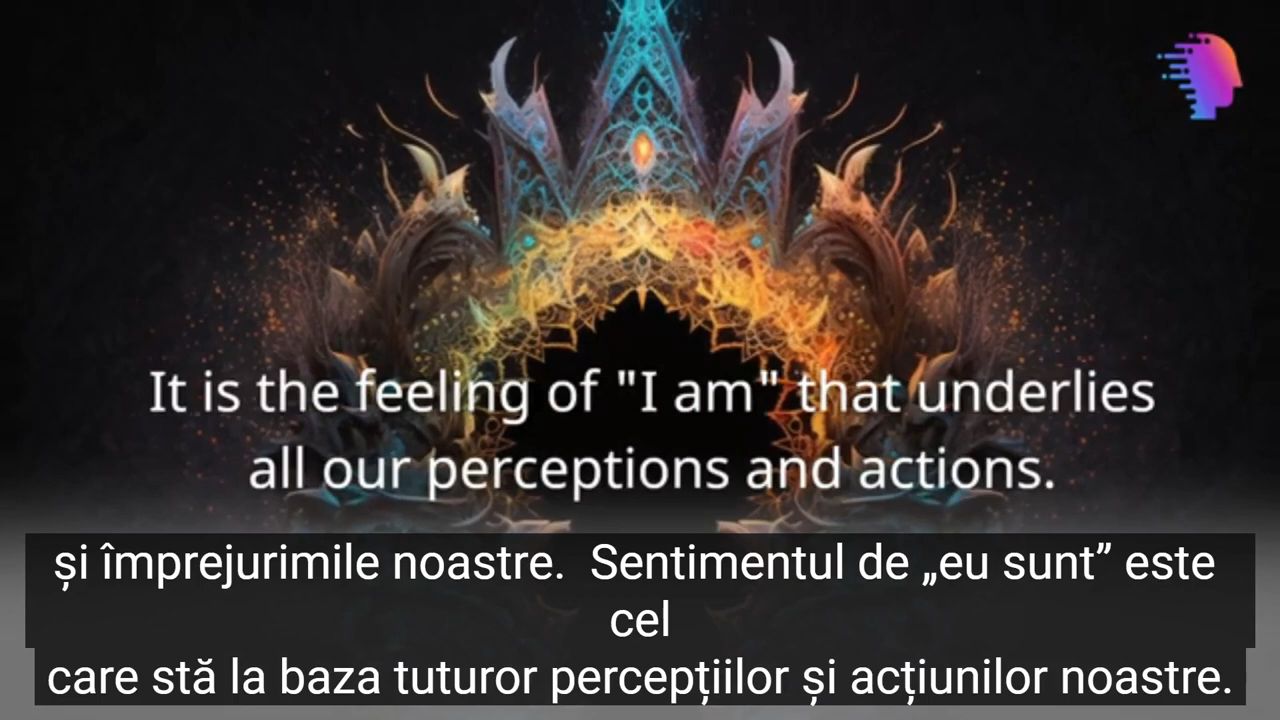 It is the feeling of "I am" that underlies
all our perceptions and actions.
și împrejurimile noastre.  Sentimentul de „eu sunt” este
cel
care stă la baza tuturor percepțiilor și acțiunilor noastre.